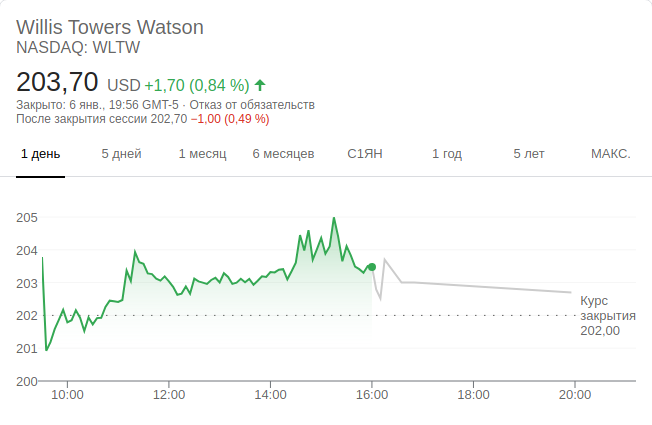 Willis Towers Watson
NASDAQ: WLTW
203,70 USD +1,70 (0,84 %)
Закрыто: 6 янв., 19:56 GMT-5 · Отказ от обязательств
После закрытия сессии 202,70 −1,00 (0,49 %)
1 день 5 дней 1 месяц 6 месяцев С1ЯН 1 год 5 лет МАКС.
205
204
203
202
201
200
Курс
закрытия
202,00
10:00 12:00 14:00 16:00 18:00 20:00